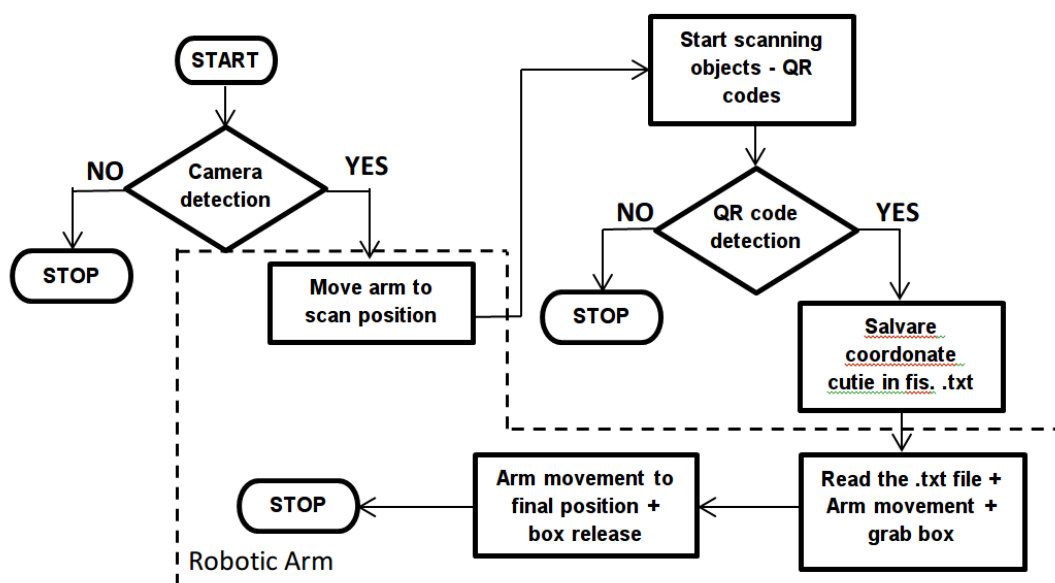 START
Camera
detection
NO
YES
STOP
Move arm to
scan position
Start scanning
objects - QR
codes
QR code
detection
NO
YES
STOP
Salvare
coordonate
cutie in fis. .txt
Read the .txt file +
Arm movement +
grab box
Arm movement to
final position +
box release
STOP
Robotic Arm